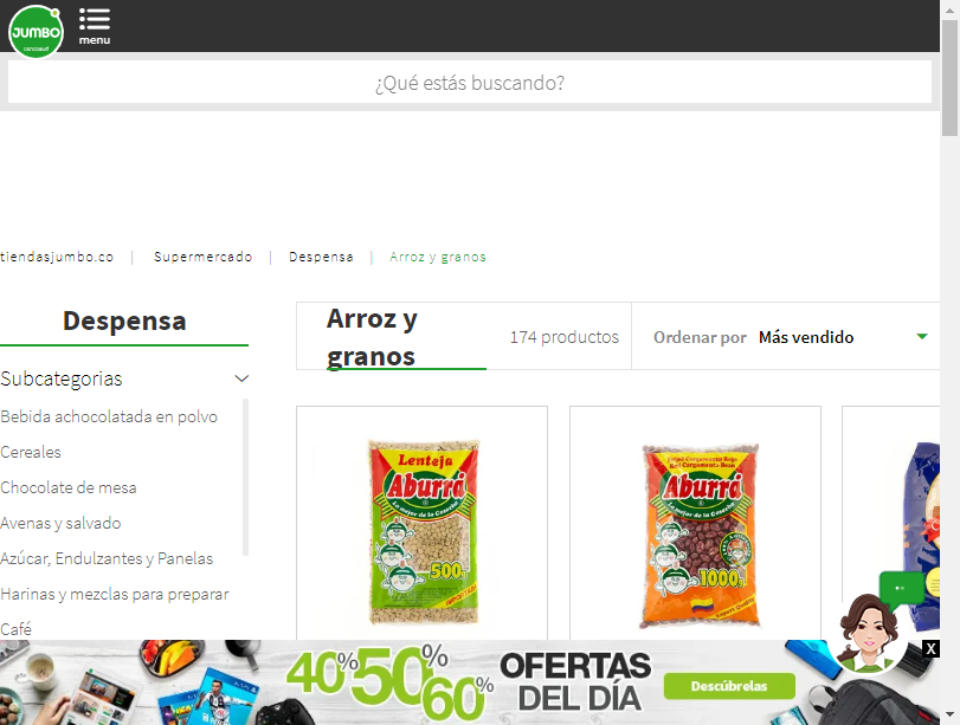 JUMBO
cencosud
menu
¿Qué estás buscando?
tiendasjumbo.co | Supermercado | Despensa | Arroz y granos
Despensa
Arroz y granos
174 productos
Ordenar por Más vendido
Subcategorias
Bebida achocolatada en polvo
Cereales
Chocolate de mesa
Avenas y salvado
Azúcar, Endulzantes y Panelas
Harinas y mezclas para preparar
Café
Lenteja
Aburrá
Lo mejor de la Cosecha
500g
Aburrá
Lo mejor de la Cosecha
1000g
40% 50% 60%
OFERTAS
DEL DÍA
Descúbrelas
X